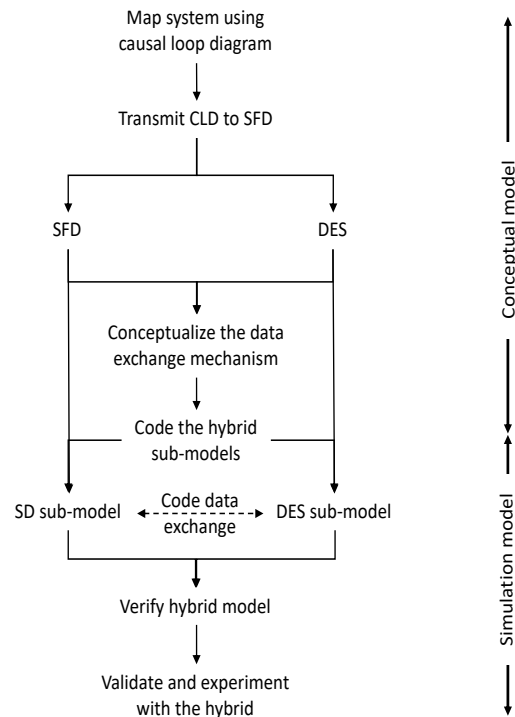 Map system using
causal loop diagram
Transmit CLD to SFD
SFD
DES
Conceptualize the data
exchange mechanism
Code the hybrid
sub-models
SD sub-model
Code data
exchange
DES sub-model
Verify hybrid model
Validate and experiment
with the hybrid
Conceptual model
Simulation model